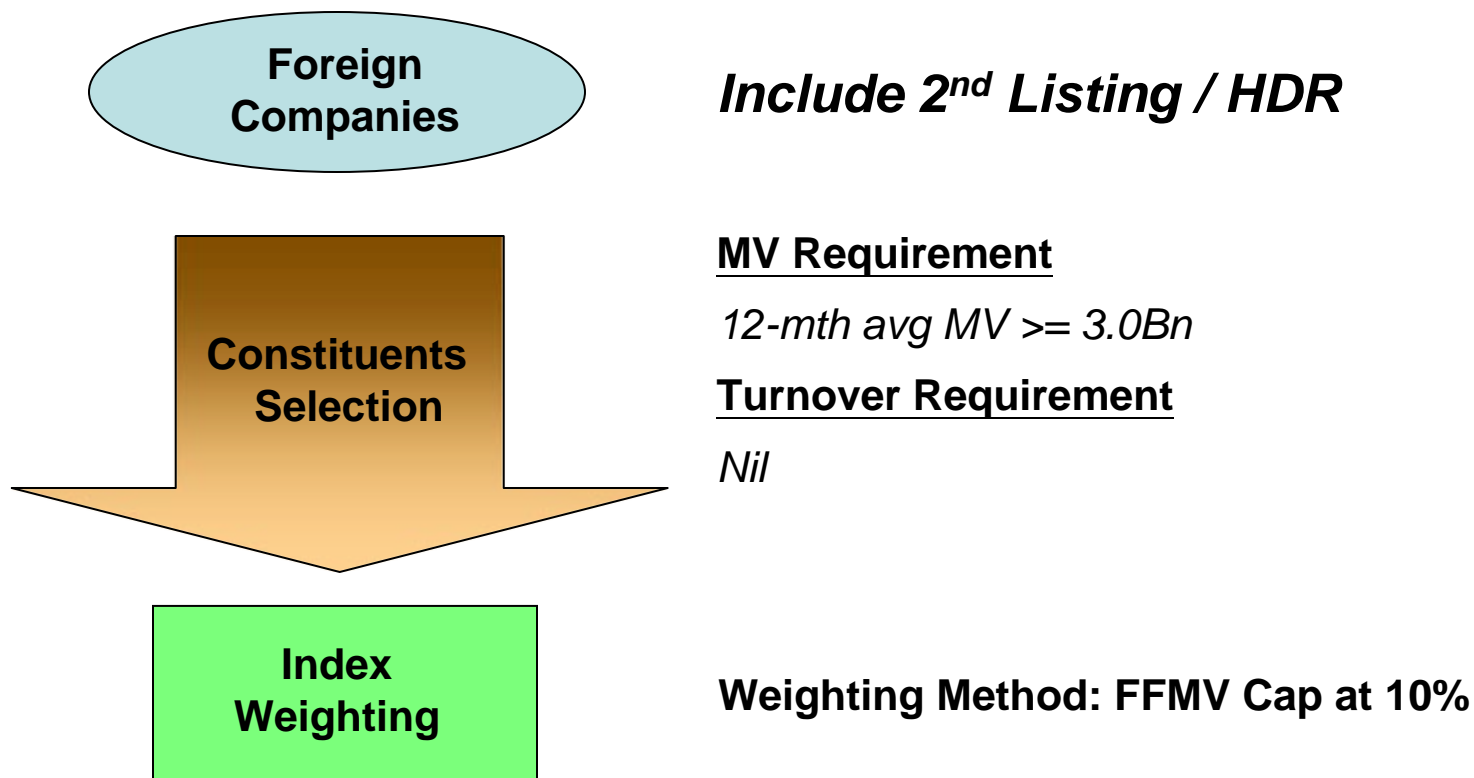 Foreign
Companies
Include 2nd Listing / HDR
Constituents
Selection
MV Requirement
12-mth avg MV >= 3.0Bn
Turnover Requirement
Nil
Index
Weighting
Weighting Method: FFMV Cap at 10%